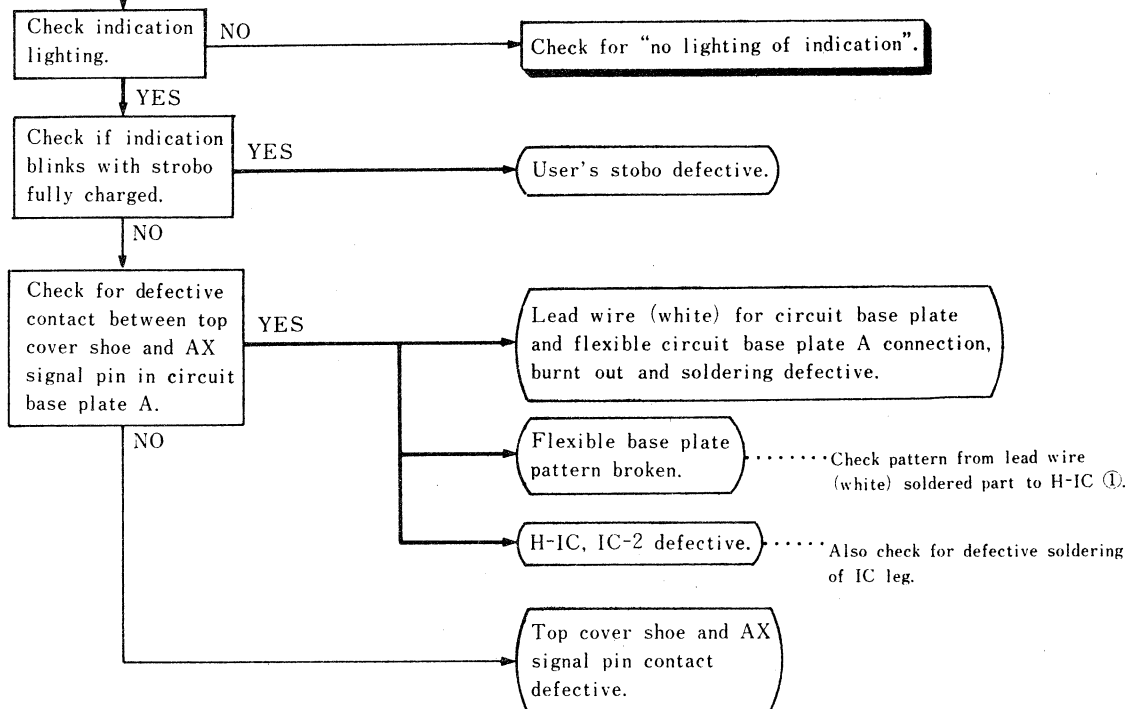 Check indication
lighting.
NO
Check for “no lighting of indication”.
YES
Check if indication
blinks with strobo
fully charged.
YES
User's stobo defective.
NO
Check for defective
contact between top
cover shoe and AX
signal pin in circuit
base plate A.
YES
Lead wire (white) for circuit base plate
and flexible circuit base plate A connection,
burnt out and soldering defective.
NO
Flexible base plate
pattern broken.
Check pattern from lead wire
(white) soldered part to H-IC ①.
H-IC, IC-2 defective.
Also check for defective soldering
of IC leg.
Top cover shoe and AX
signal pin contact
defective.